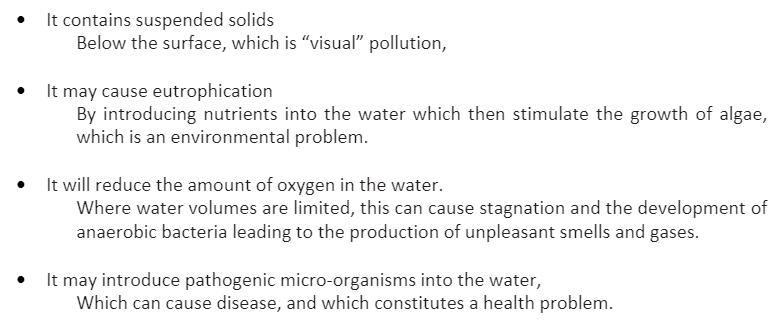 • It contains suspended solids
Below the surface, which is “visual” pollution,
• It may cause eutrophication
By introducing nutrients into the water which then stimulate the growth of algae,
which is an environmental problem.
• It will reduce the amount of oxygen in the water.
Where water volumes are limited, this can cause stagnation and the development of
anaerobic bacteria leading to the production of unpleasant smells and gases.
• It may introduce pathogenic micro-organisms into the water,
Which can cause disease, and which constitutes a health problem.